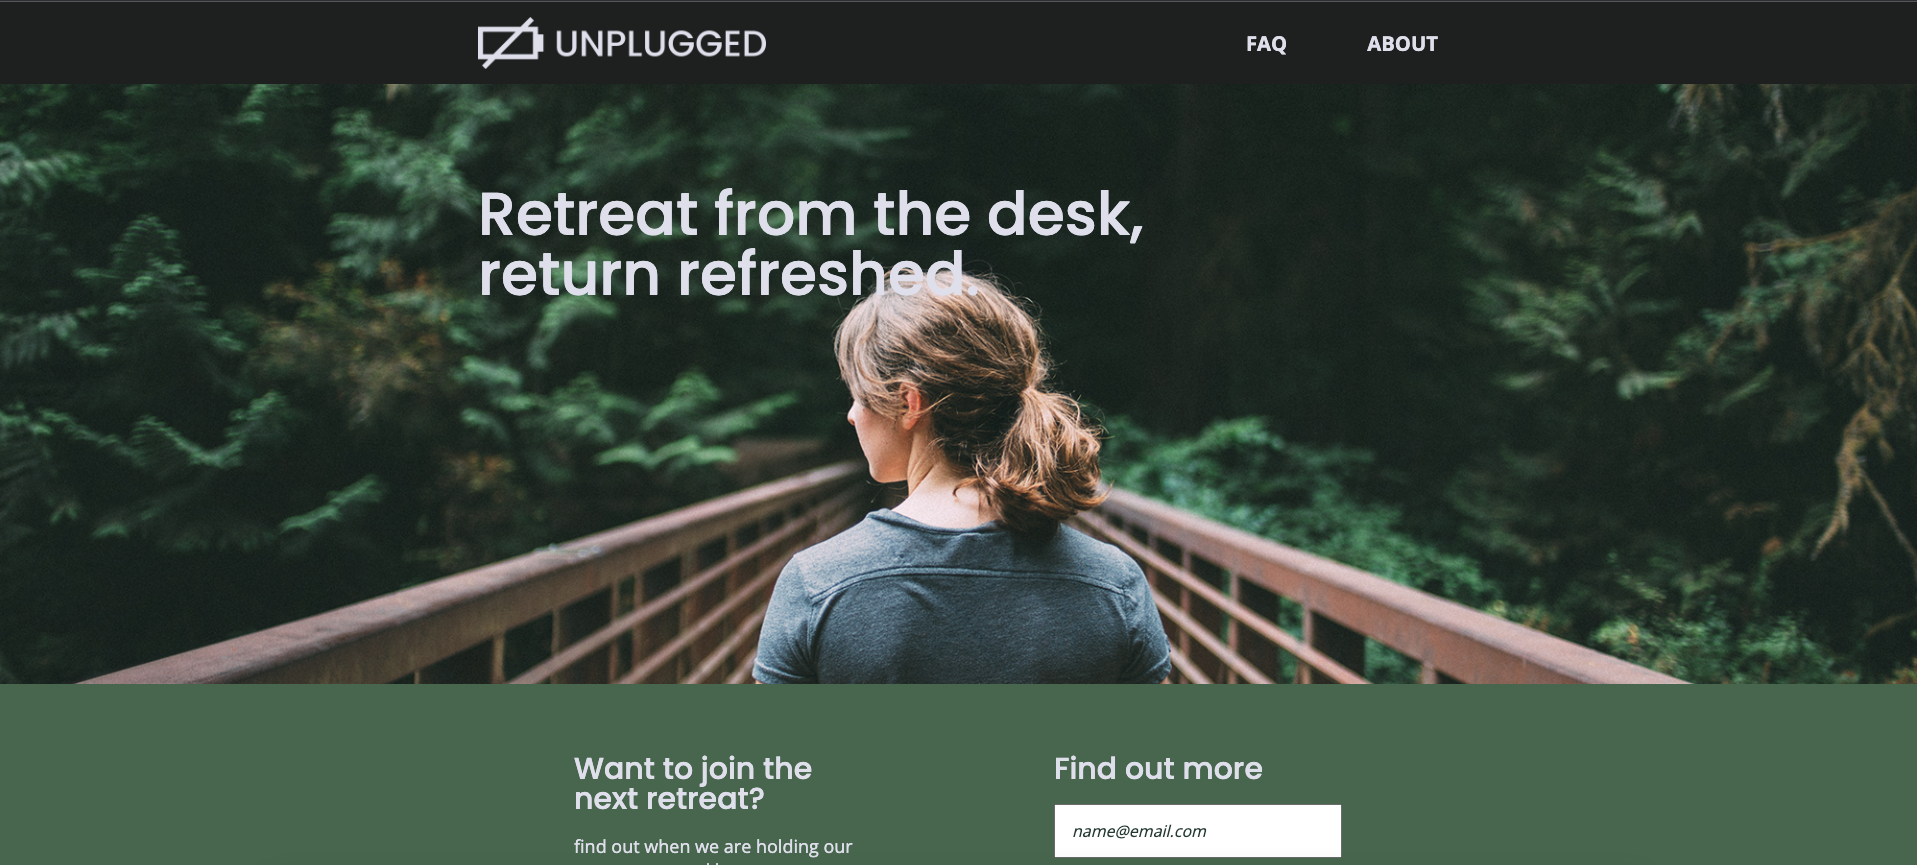 UNPLUGGED
FAQ
ABOUT
Retreat from the desk,
return refreshed.
Want to join the
next retreat?
find out when we are holding our
Find out more
name@email.com